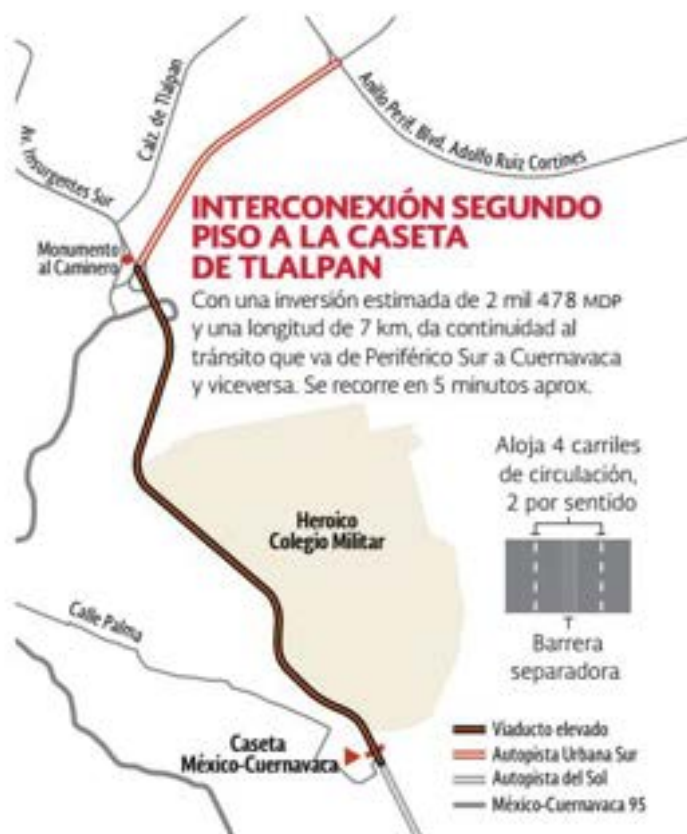 Av. Insurgentes Sur
Calz. de Tlalpan
Anillo Perif. Blvd. Adolfo Ruiz Cortines
Monumento
al Caminero
INTERCONEXIÓN SEGUNDO
PISO A LA CASETA
DE TLALPAN
Con una inversión estimada de 2 mil 478 MDP
y una longitud de 7 km, da continuidad al
tránsito que va de Periférico Sur a Cuernavaca
y viceversa. Se recorre en 5 minutos aprox.
Aloja 4 carriles
de circulación,
2 por sentido
Heroico
Colegio Militar
Barrera
separadora
Calle Palma
Caseta
México-Cuernavaca
Viaducto elevado
Autopista Urbana Sur
Autopista del Sol
México-Cuernavaca 95